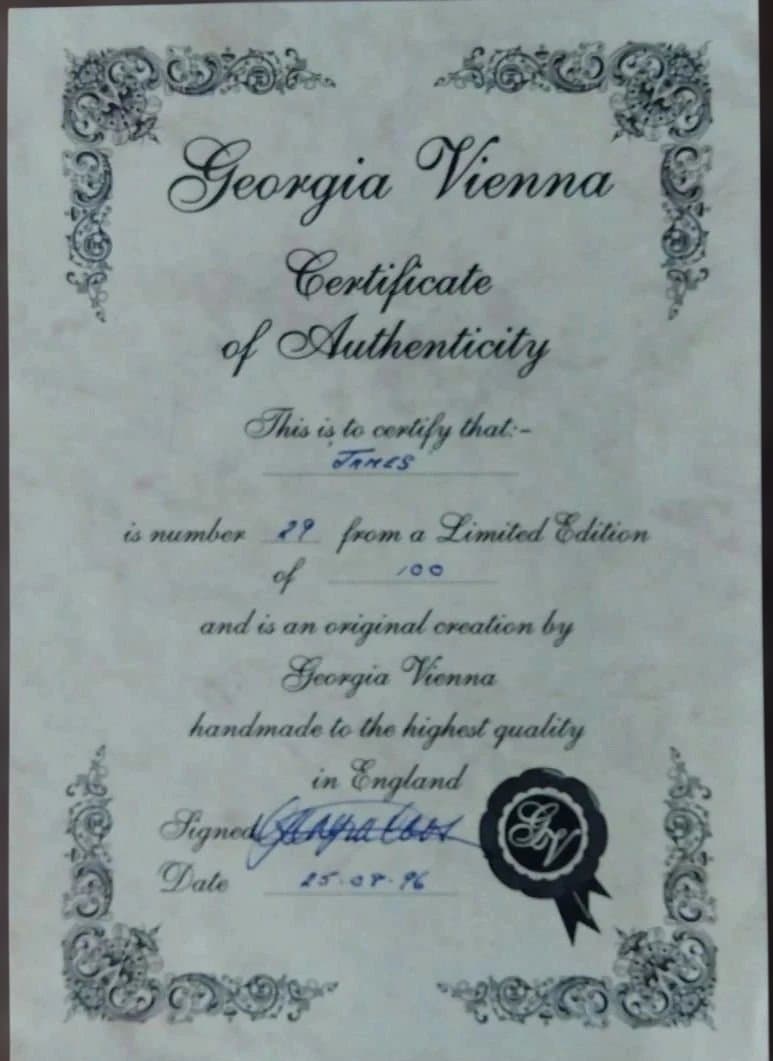 Georgia Vienna
Certificate
of Authenticity
This is to certify that:-
JAMES
is number 29 from a Limited Edition
of 100
and is an original creation by
Georgia Vienna
handmade to the highest quality
in England
Signed
GV
Date 25.08.96